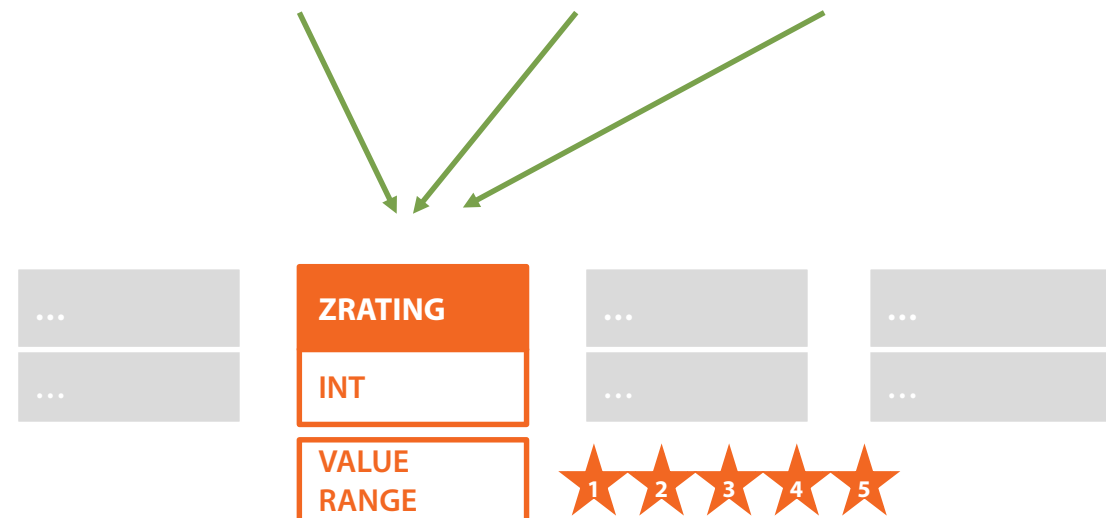 ... ZRATING ... ...
... INT ... ...
VALUE
RANGE
1 2 3 4 5